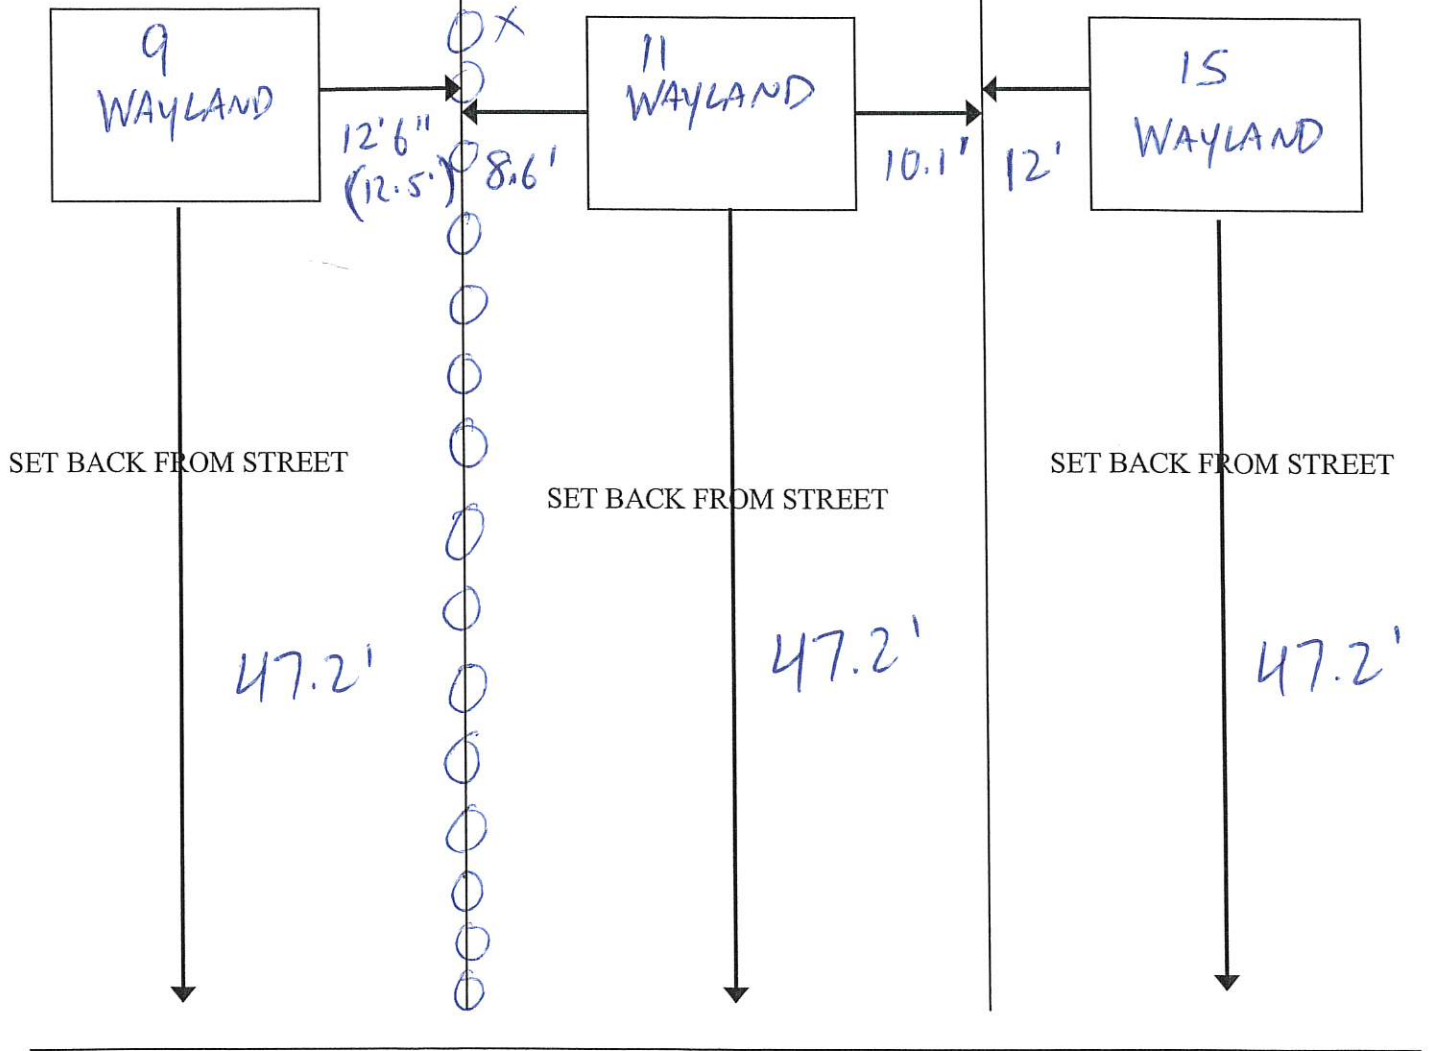 9
WAYLAND
11
WAYLAND
15
WAYLAND
X
12'6"
(12.5')
8.6'
10.1'
12'
SET BACK FROM STREET
SET BACK FROM STREET
SET BACK FROM STREET
47.2'
47.2'
47.2'